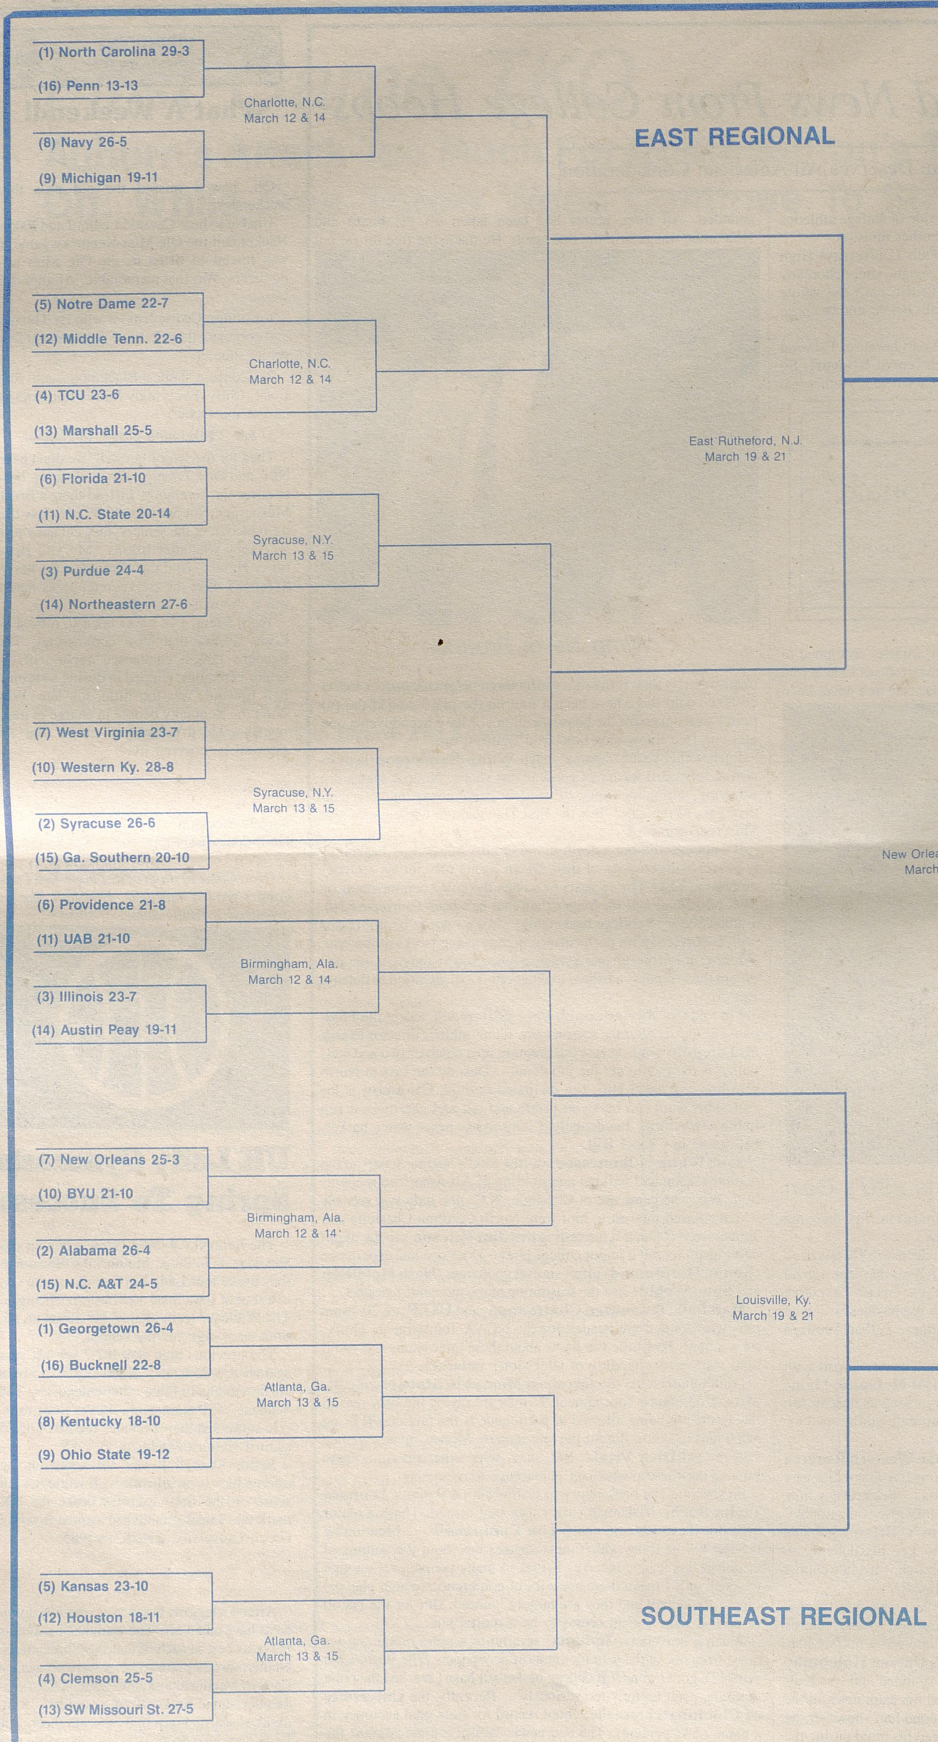 (1) North Carolina 29-3
(16) Penn 13-13
Charlotte, N.C.
March 12 & 14
(8) Navy 26-5
(9) Michigan 19-11
EAST REGIONAL
(5) Notre Dame 22-7
(12) Middle Tenn. 22-6
Charlotte, N.C.
March 12 & 14
(4) TCU 23-6
(13) Marshall 25-5
East Rutheford, N.J.
March 19 & 21
(6) Florida 21-10
(11) N.C. State 20-14
Syracuse, N.Y.
March 13 & 15
(3) Purdue 24-4
(14) Northeastern 27-6
(7) West Virginia 23-7
(10) Western Ky. 28-8
Syracuse, N.Y.
March 13 & 15
(2) Syracuse 26-6
(15) Ga. Southern 20-10
New Orlea
March
(6) Providence 21-8
(11) UAB 21-10
Birmingham, Ala.
March 12 & 14
(3) Illinois 23-7
(14) Austin Peay 19-11
(7) New Orleans 25-3
(10) BYU 21-10
Birmingham, Ala.
March 12 & 14
(2) Alabama 26-4
(15) N.C. A&T 24-5
Louisville, Ky.
March 19 & 21
(1) Georgetown 26-4
(16) Bucknell 22-8
Atlanta, Ga.
March 13 & 15
(8) Kentucky 18-10
(9) Ohio State 19-12
(5) Kansas 23-10
(12) Houston 18-11
Atlanta, Ga.
March 13 & 15
(4) Clemson 25-5
(13) SW Missouri St. 27-5
SOUTHEAST REGIONAL